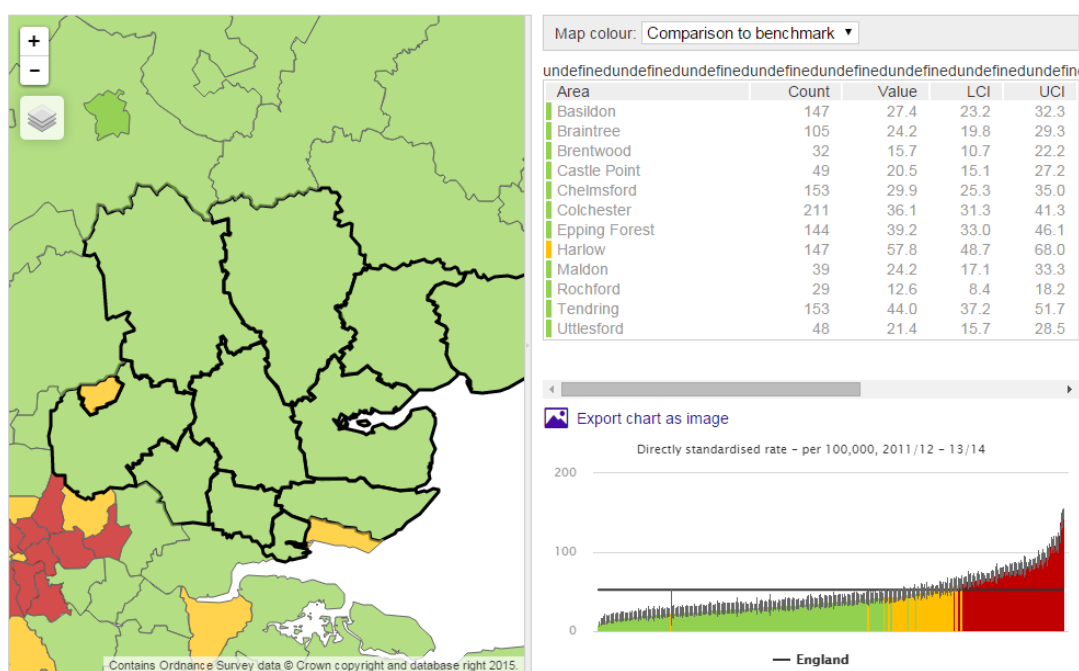 +
-
Contains Ordnance Survey data © Crown copyright and database right 2015.
Map colour: Comparison to benchmark
undefinedundefinedundefinedundefinedundefinedundefinedundefinedundefin
Area Count Value LCI UCI
Basildon 147 27.4 23.2 32.3
Braintree 105 24.2 19.8 29.3
Brentwood 32 15.7 10.7 22.2
Castle Point 49 20.5 15.1 27.2
Chelmsford 153 29.9 25.3 35.0
Colchester 211 36.1 31.3 41.3
Epping Forest 144 39.2 33.0 46.1
Harlow 147 57.8 48.7 68.0
Maldon 39 24.2 17.1 33.3
Rochford 29 12.6 8.4 18.2
Tendring 153 44.0 37.2 51.7
Uttlesford 48 21.4 15.7 28.5
Export chart as image
Directly standardised rate - per 100,000, 2011/12 - 13/14
200
100
0
England